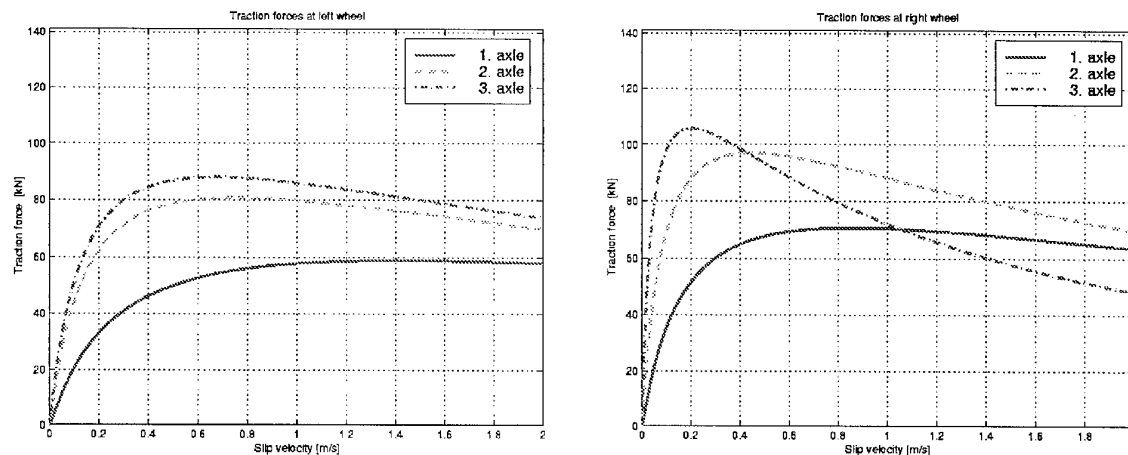 Traction forces at left wheel
140
120
100
80
60
40
20
0
Traction force [kN]
1. axle
2. axle
3. axle
0 0.2 0.4 0.6 0.8 1 1.2 1.4 1.6 1.8 2
Slip velocity [m/s]
Traction forces at right wheel
140
120
100
80
60
40
20
0
Traction force [kN]
1. axle
2. axle
3. axle
0 0.2 0.4 0.6 0.8 1 1.2 1.4 1.6 1.8
Slip velocity [m/s]